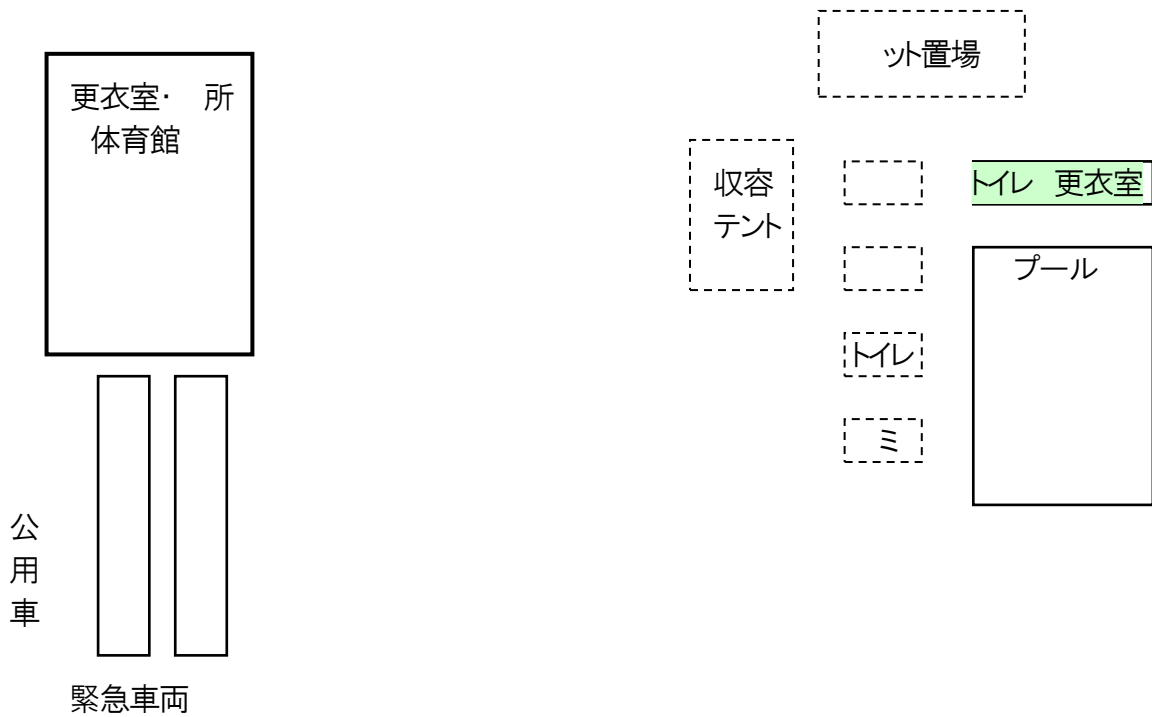 ット置場
更衣室・ 所
体育館
収容
テント
トイレ 更衣室
プール
トイレ
ミ
公用車
緊急車両